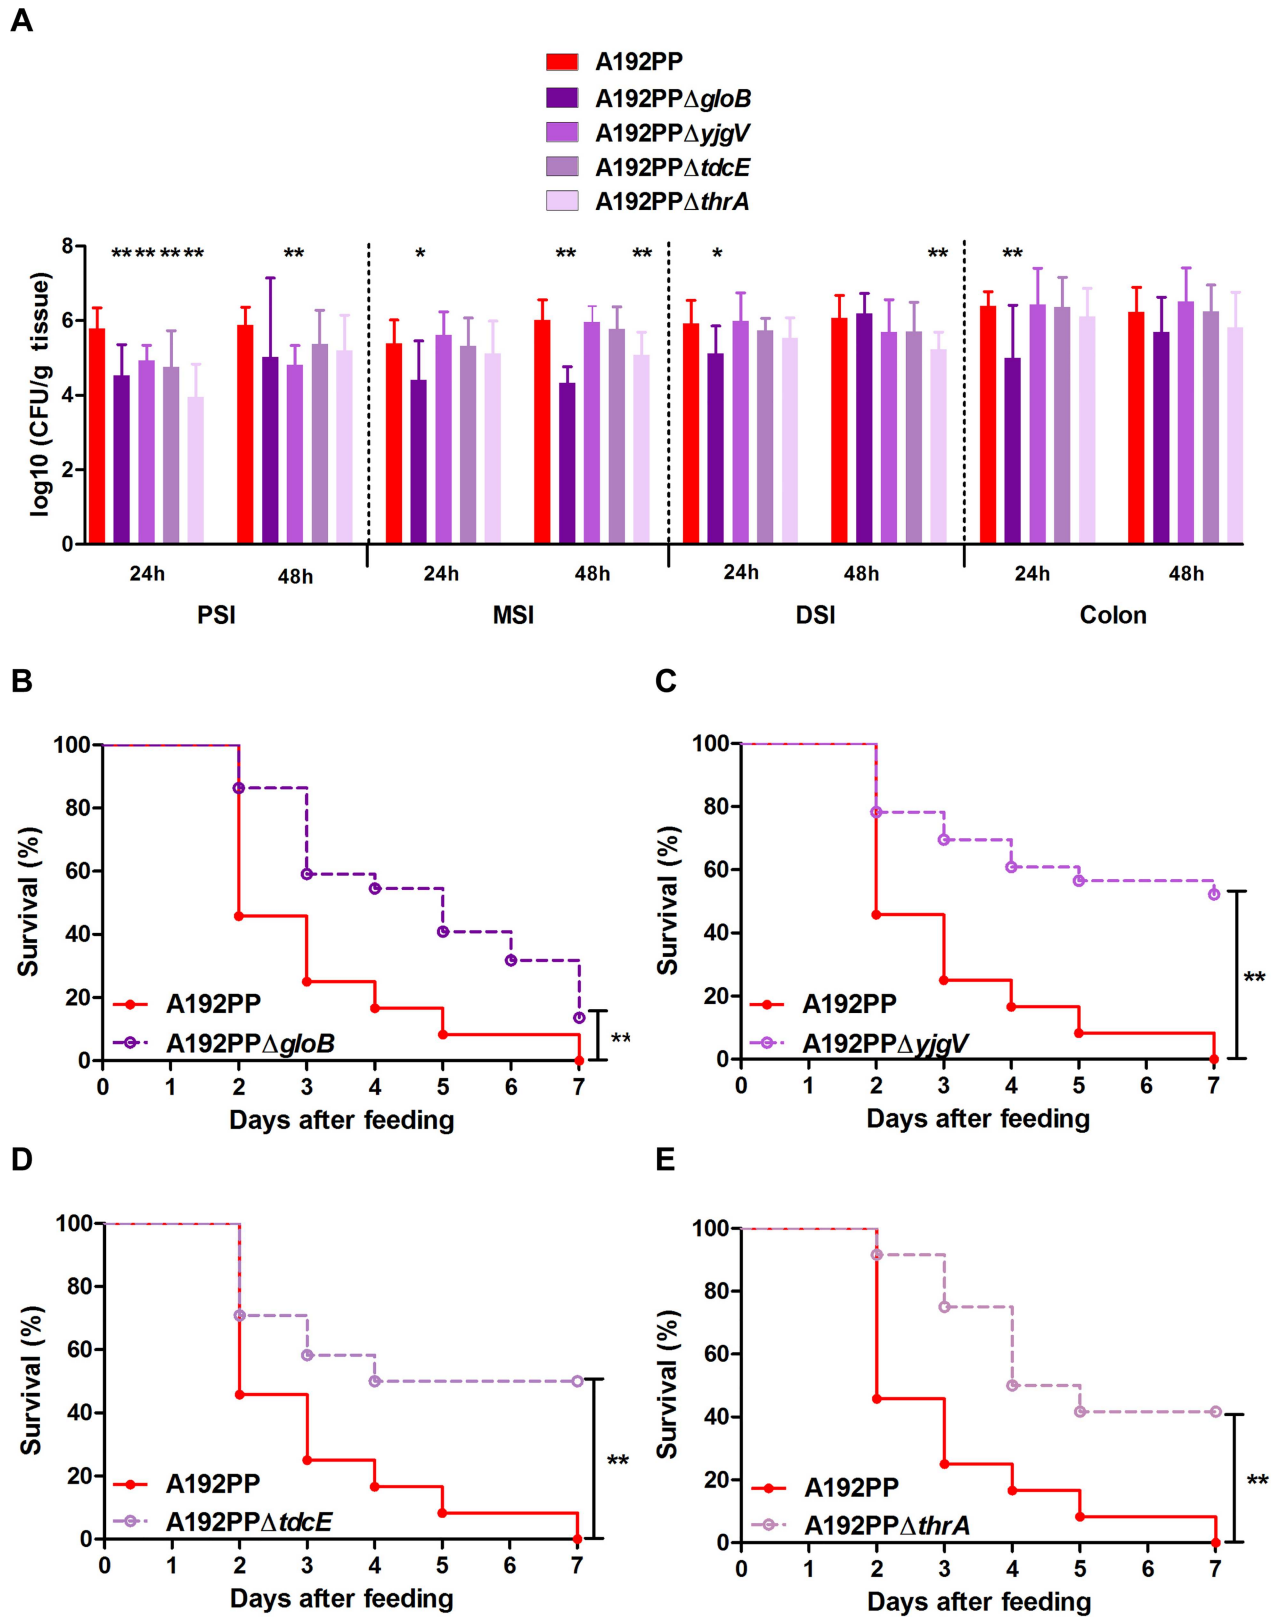 A
A192PP
A192PPΔgloB
A192PPΔyjgV
A192PPΔtdcE
A192PPΔthrA
log10 (CFU/g tissue)
8
6
4
2
0
** ** ** ** ** * ** ** * ** **
24h 48h 24h 48h 24h 48h 24h 48h
PSI MSI DSI Colon
B
Survival (%)
100
80
60
40
20
0
A192PP
A192PPΔgloB
**
0 1 2 3 4 5 6 7
Days after feeding
C
Survival (%)
100
80
60
40
20
0
A192PP
A192PPΔyjgV
**
0 1 2 3 4 5 6 7
Days after feeding
D
Survival (%)
100
80
60
40
20
0
A192PP
A192PPΔtdcE
**
0 1 2 3 4 5 6 7
Days after feeding
E
Survival (%)
100
80
60
40
20
0
A192PP
A192PPΔthrA
**
0 1 2 3 4 5 6 7
Days after feeding